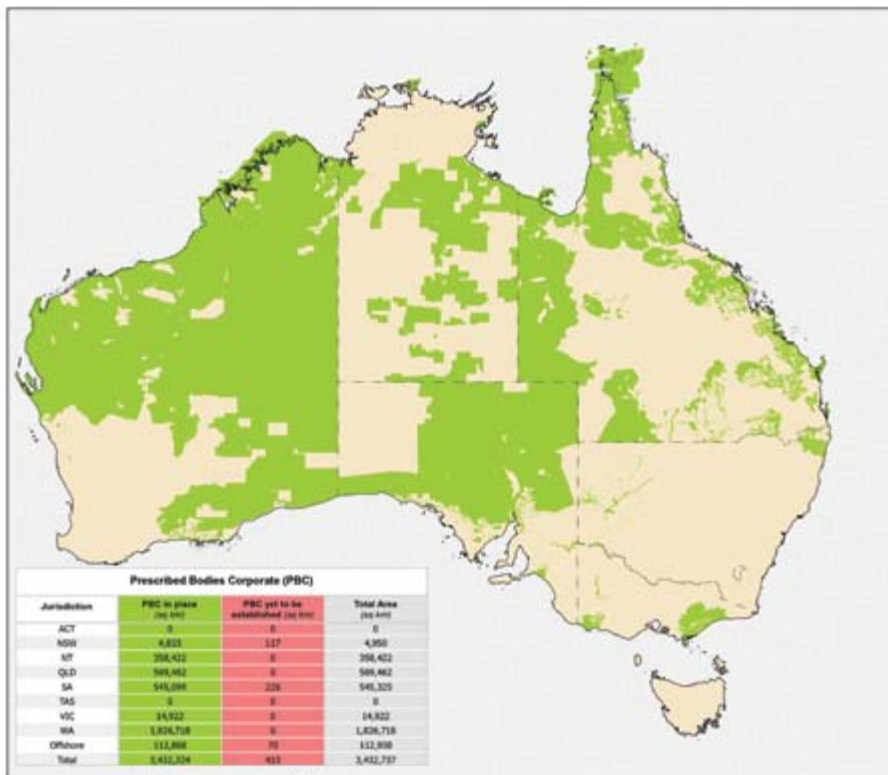 Prescribed Bodies Corporate (PBC)
Jurisdiction PBC in place (sq km) PBC yet to be established (sq km) Total Area (sq km)
ACT 0 0 0
NSW 4,833 117 4,950
NT 358,422 0 358,422
QLD 569,462 0 569,462
SA 545,099 226 545,325
TAS 0 0 0
VIC 14,922 0 14,922
WA 1,826,718 0 1,826,718
Offshore 112,868 70 112,938
Total 3,432,324 413 3,432,737